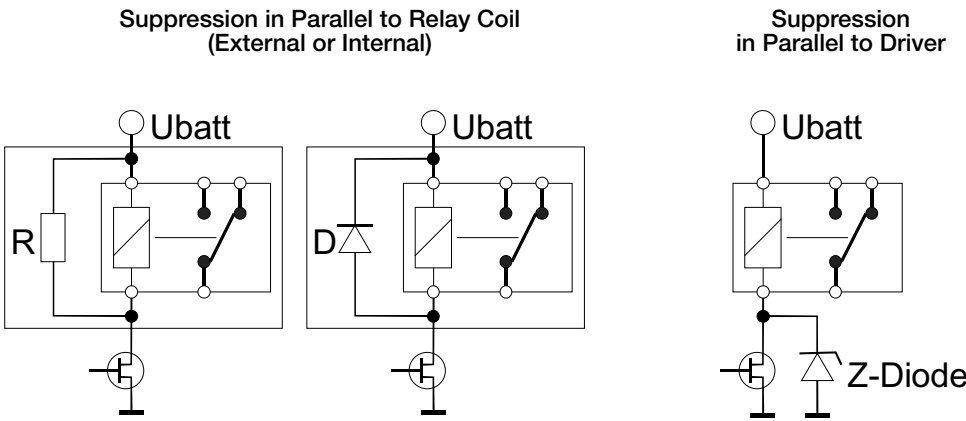 Suppression in Parallel to Relay Coil
(External or Internal)
Suppression
in Parallel to Driver
Ubatt
Ubatt
Ubatt
R
D
Z-Diode